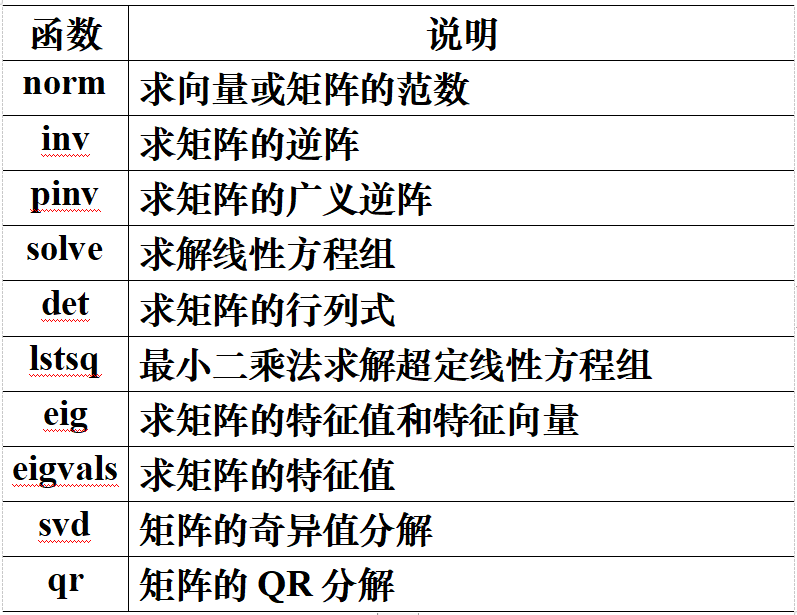 函数 说明
norm 求向量或矩阵的范数
inv 求矩阵的逆阵
pinv 求矩阵的广义逆阵
solve 求解线性方程组
det 求矩阵的行列式
lstsq 最小二乘法求解超定线性方程组
eig 求矩阵的特征值和特征向量
eigvals 求矩阵的特征值
svd 矩阵的奇异值分解
qr 矩阵的 QR 分解